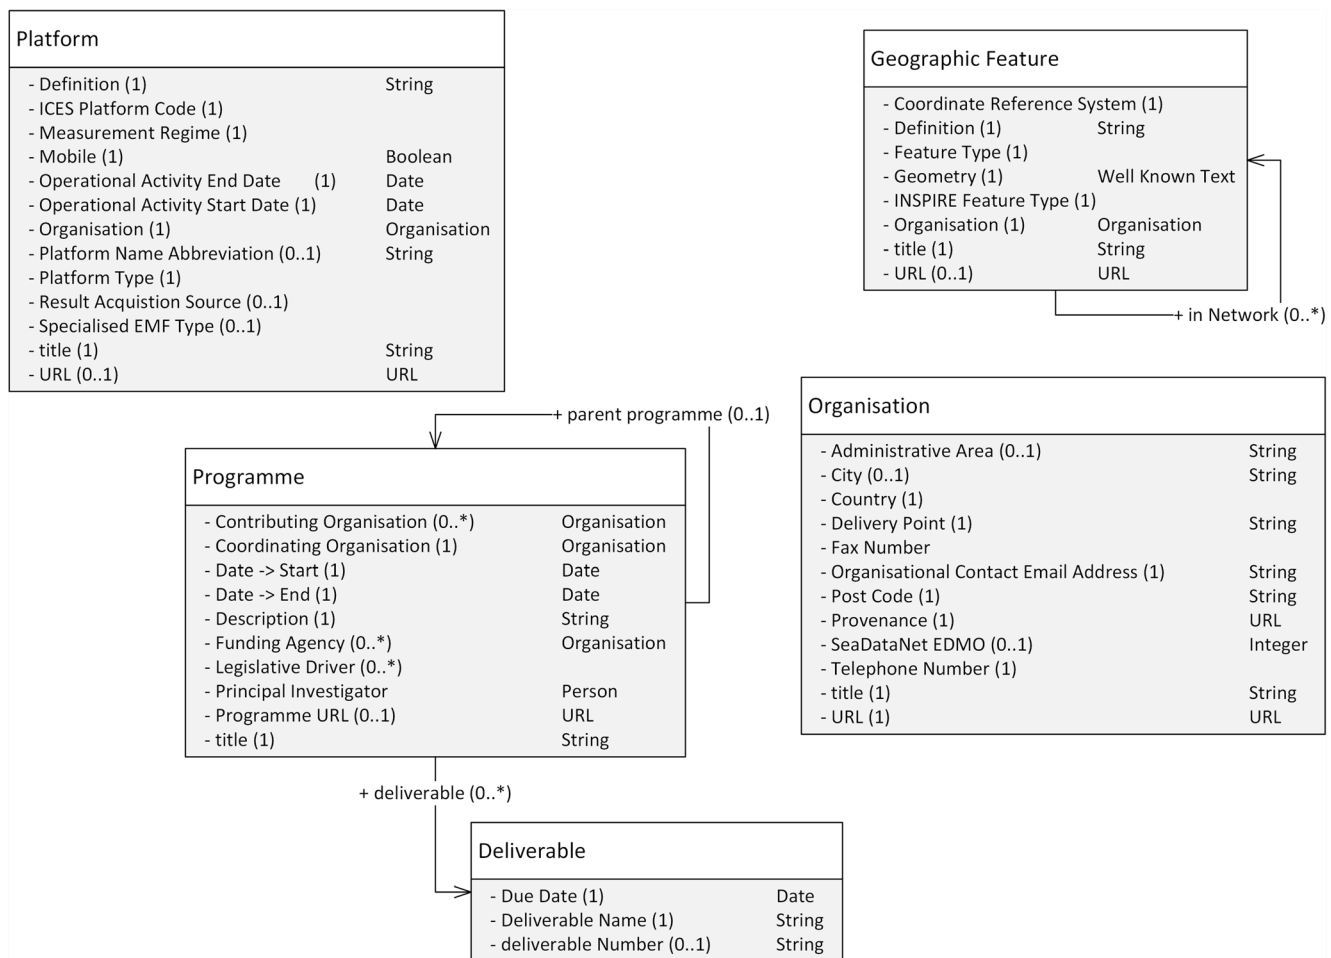 Platform
- Definition (1) String
- ICES Platform Code (1)
- Measurement Regime (1)
- Mobile (1) Boolean
- Operational Activity End Date (1) Date
- Operational Activity Start Date (1) Date
- Organisation (1) Organisation
- Platform Name Abbreviation (0..1) String
- Platform Type (1)
- Result Acquistion Source (0..1)
- Specialised EMF Type (0..1)
- title (1) String
- URL (0..1) URL
Geographic Feature
- Coordinate Reference System (1)
- Definition (1) String
- Feature Type (1)
- Geometry (1) Well Known Text
- INSPIRE Feature Type (1)
- Organisation (1) Organisation
- title (1) String
- URL (0..1) URL
+ in Network (0..*)
+ parent programme (0..1)
Programme
- Contributing Organisation (0..*) Organisation
- Coordinating Organisation (1) Organisation
- Date -> Start (1) Date
- Date -> End (1) Date
- Description (1) String
- Funding Agency (0..*) Organisation
- Legislative Driver (0..*)
- Principal Investigator Person
- Programme URL (0..1) URL
- title (1) String
Organisation
- Administrative Area (0..1) String
- City (0..1) String
- Country (1)
- Delivery Point (1) String
- Fax Number
- Organisational Contact Email Address (1) String
- Post Code (1) String
- Provenance (1) URL
- SeaDataNet EDMO (0..1) Integer
- Telephone Number (1)
- title (1) String
- URL (1) URL
+ deliverable (0..*)
Deliverable
- Due Date (1) Date
- Deliverable Name (1) String
- deliverable Number (0..1) String